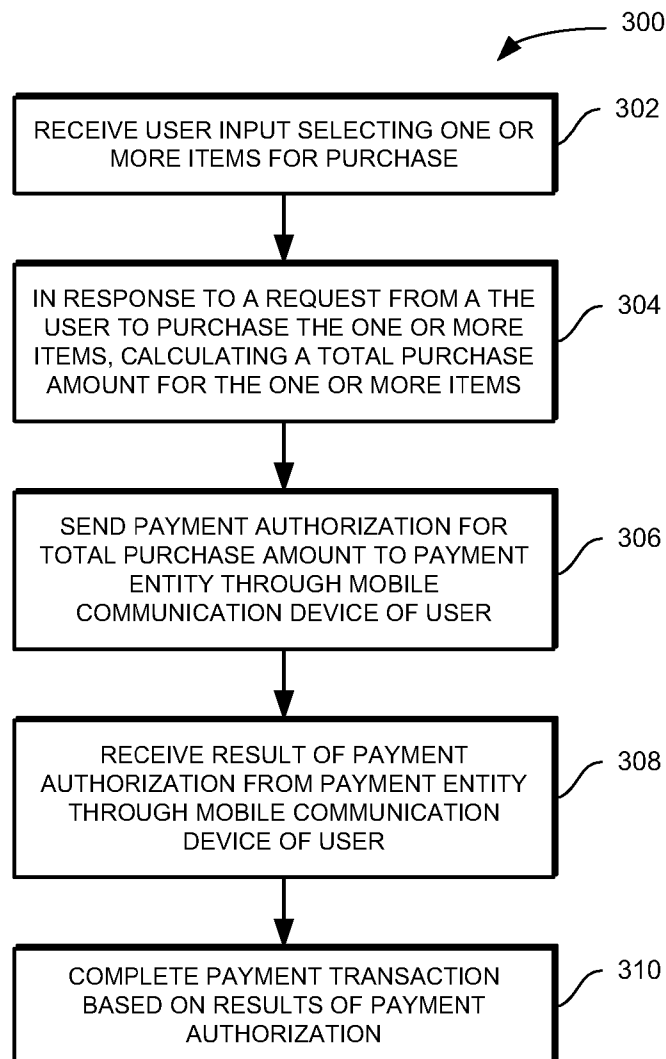 300
RECEIVE USER INPUT SELECTING ONE OR
MORE ITEMS FOR PURCHASE
302
IN RESPONSE TO A REQUEST FROM A THE
USER TO PURCHASE THE ONE OR MORE
ITEMS, CALCULATING A TOTAL PURCHASE
AMOUNT FOR THE ONE OR MORE ITEMS
304
SEND PAYMENT AUTHORIZATION FOR
TOTAL PURCHASE AMOUNT TO PAYMENT
ENTITY THROUGH MOBILE
COMMUNICATION DEVICE OF USER
306
RECEIVE RESULT OF PAYMENT
AUTHORIZATION FROM PAYMENT ENTITY
THROUGH MOBILE COMMUNICATION
DEVICE OF USER
308
COMPLETE PAYMENT TRANSACTION
BASED ON RESULTS OF PAYMENT
AUTHORIZATION
310